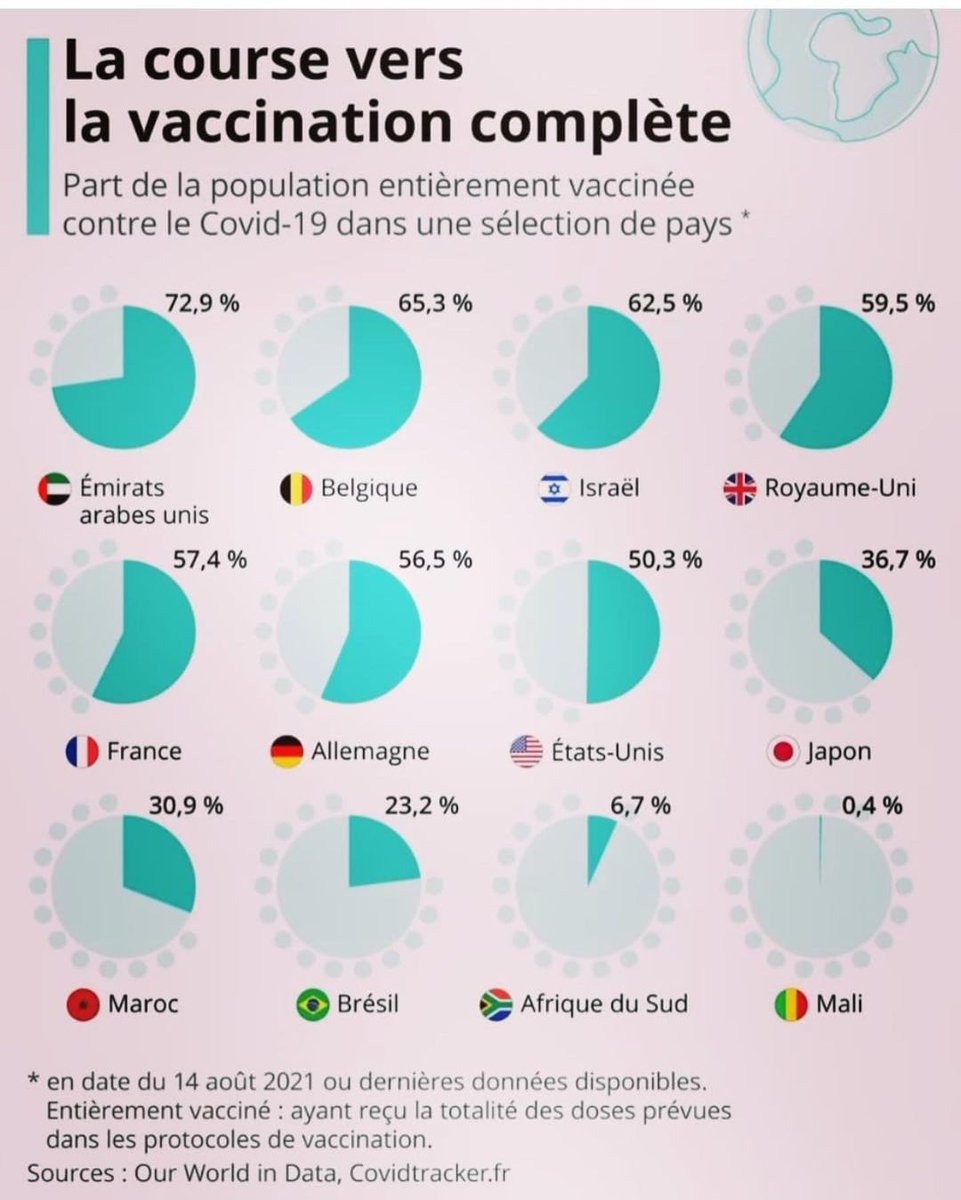 La course vers
la vaccination complète
Part de la population entièrement vaccinée
contre le Covid-19 dans une sélection de pays *
72,9 %
65,3 %
62,5 %
59,5 %
Émirats
arabes unis
Belgique
Israël
Royaume-Uni
57,4 %
56,5 %
50,3 %
36,7 %
France
Allemagne
États-Unis
Japon
30,9 %
23,2 %
6,7 %
0,4 %
Maroc
Brésil
Afrique du Sud
Mali
* en date du 14 août 2021 ou dernières données disponibles.
Entièrement vacciné : ayant reçu la totalité des doses prévues
dans les protocoles de vaccination.
Sources : Our World in Data, Covidtracker.fr